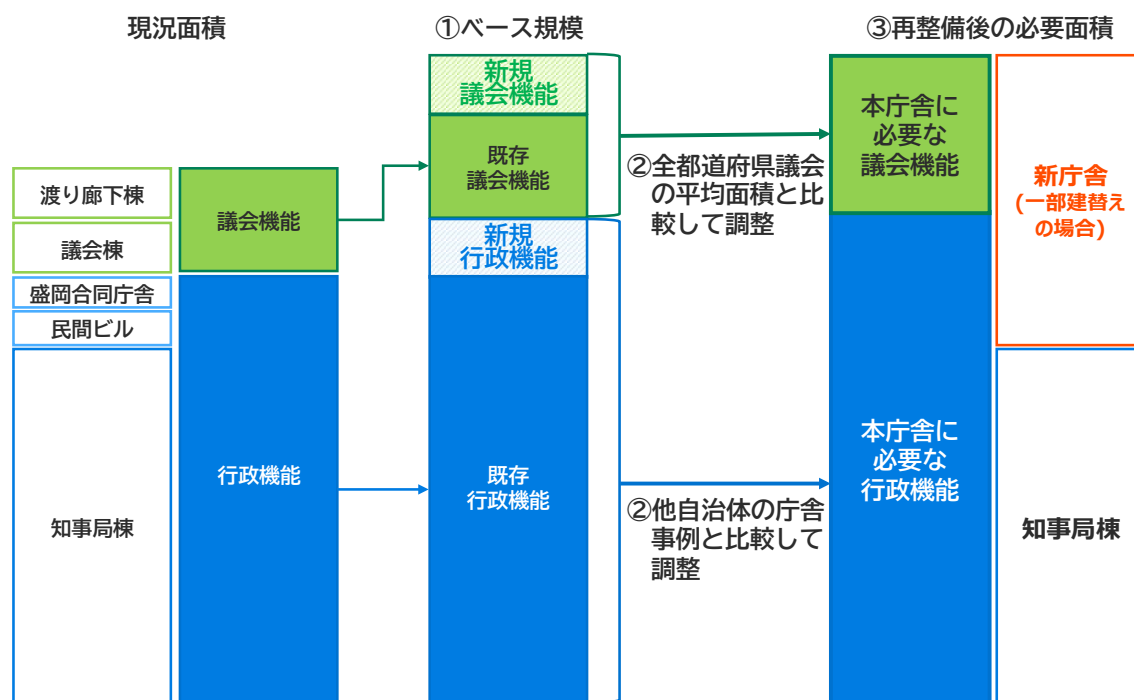 現況面積
①ベース規模
③再整備後の必要面積
渡り廊下棟
議会棟
盛岡合同庁舎
民間ビル
知事局棟
議会機能
行政機能
新規
議会機能
既存
議会機能
新規
行政機能
既存
行政機能
②全都道府県議会
の平均面積と比
較して調整
②他自治体の庁舎
事例と比較して
調整
本庁舎に
必要な
議会機能
本庁舎に
必要な
行政機能
新庁舎
(一部建替え
の場合)
知事局棟